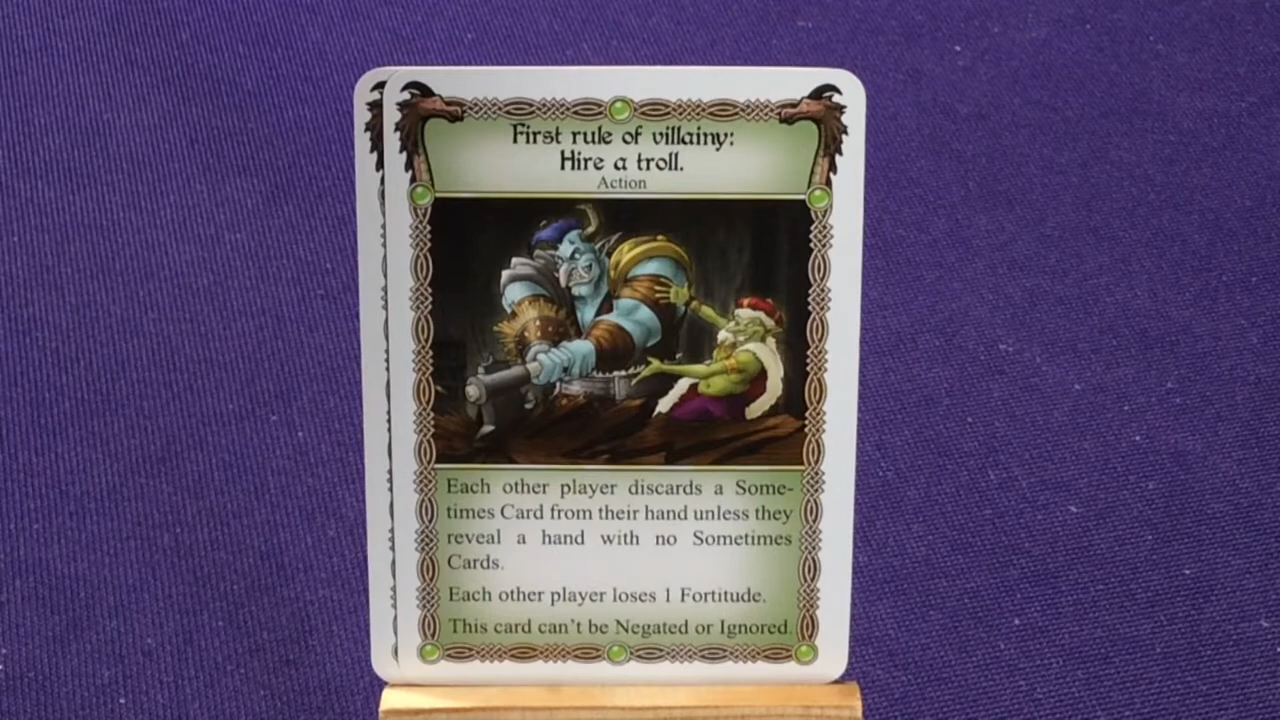 First rule of villainy:
Hire a troll.
Action
Each other player discards a Some-
times Card from their hand unless they
reveal a hand with no Sometimes
Cards.
Each other player loses 1 Fortitude.
This card can't be Negated or Ignored.